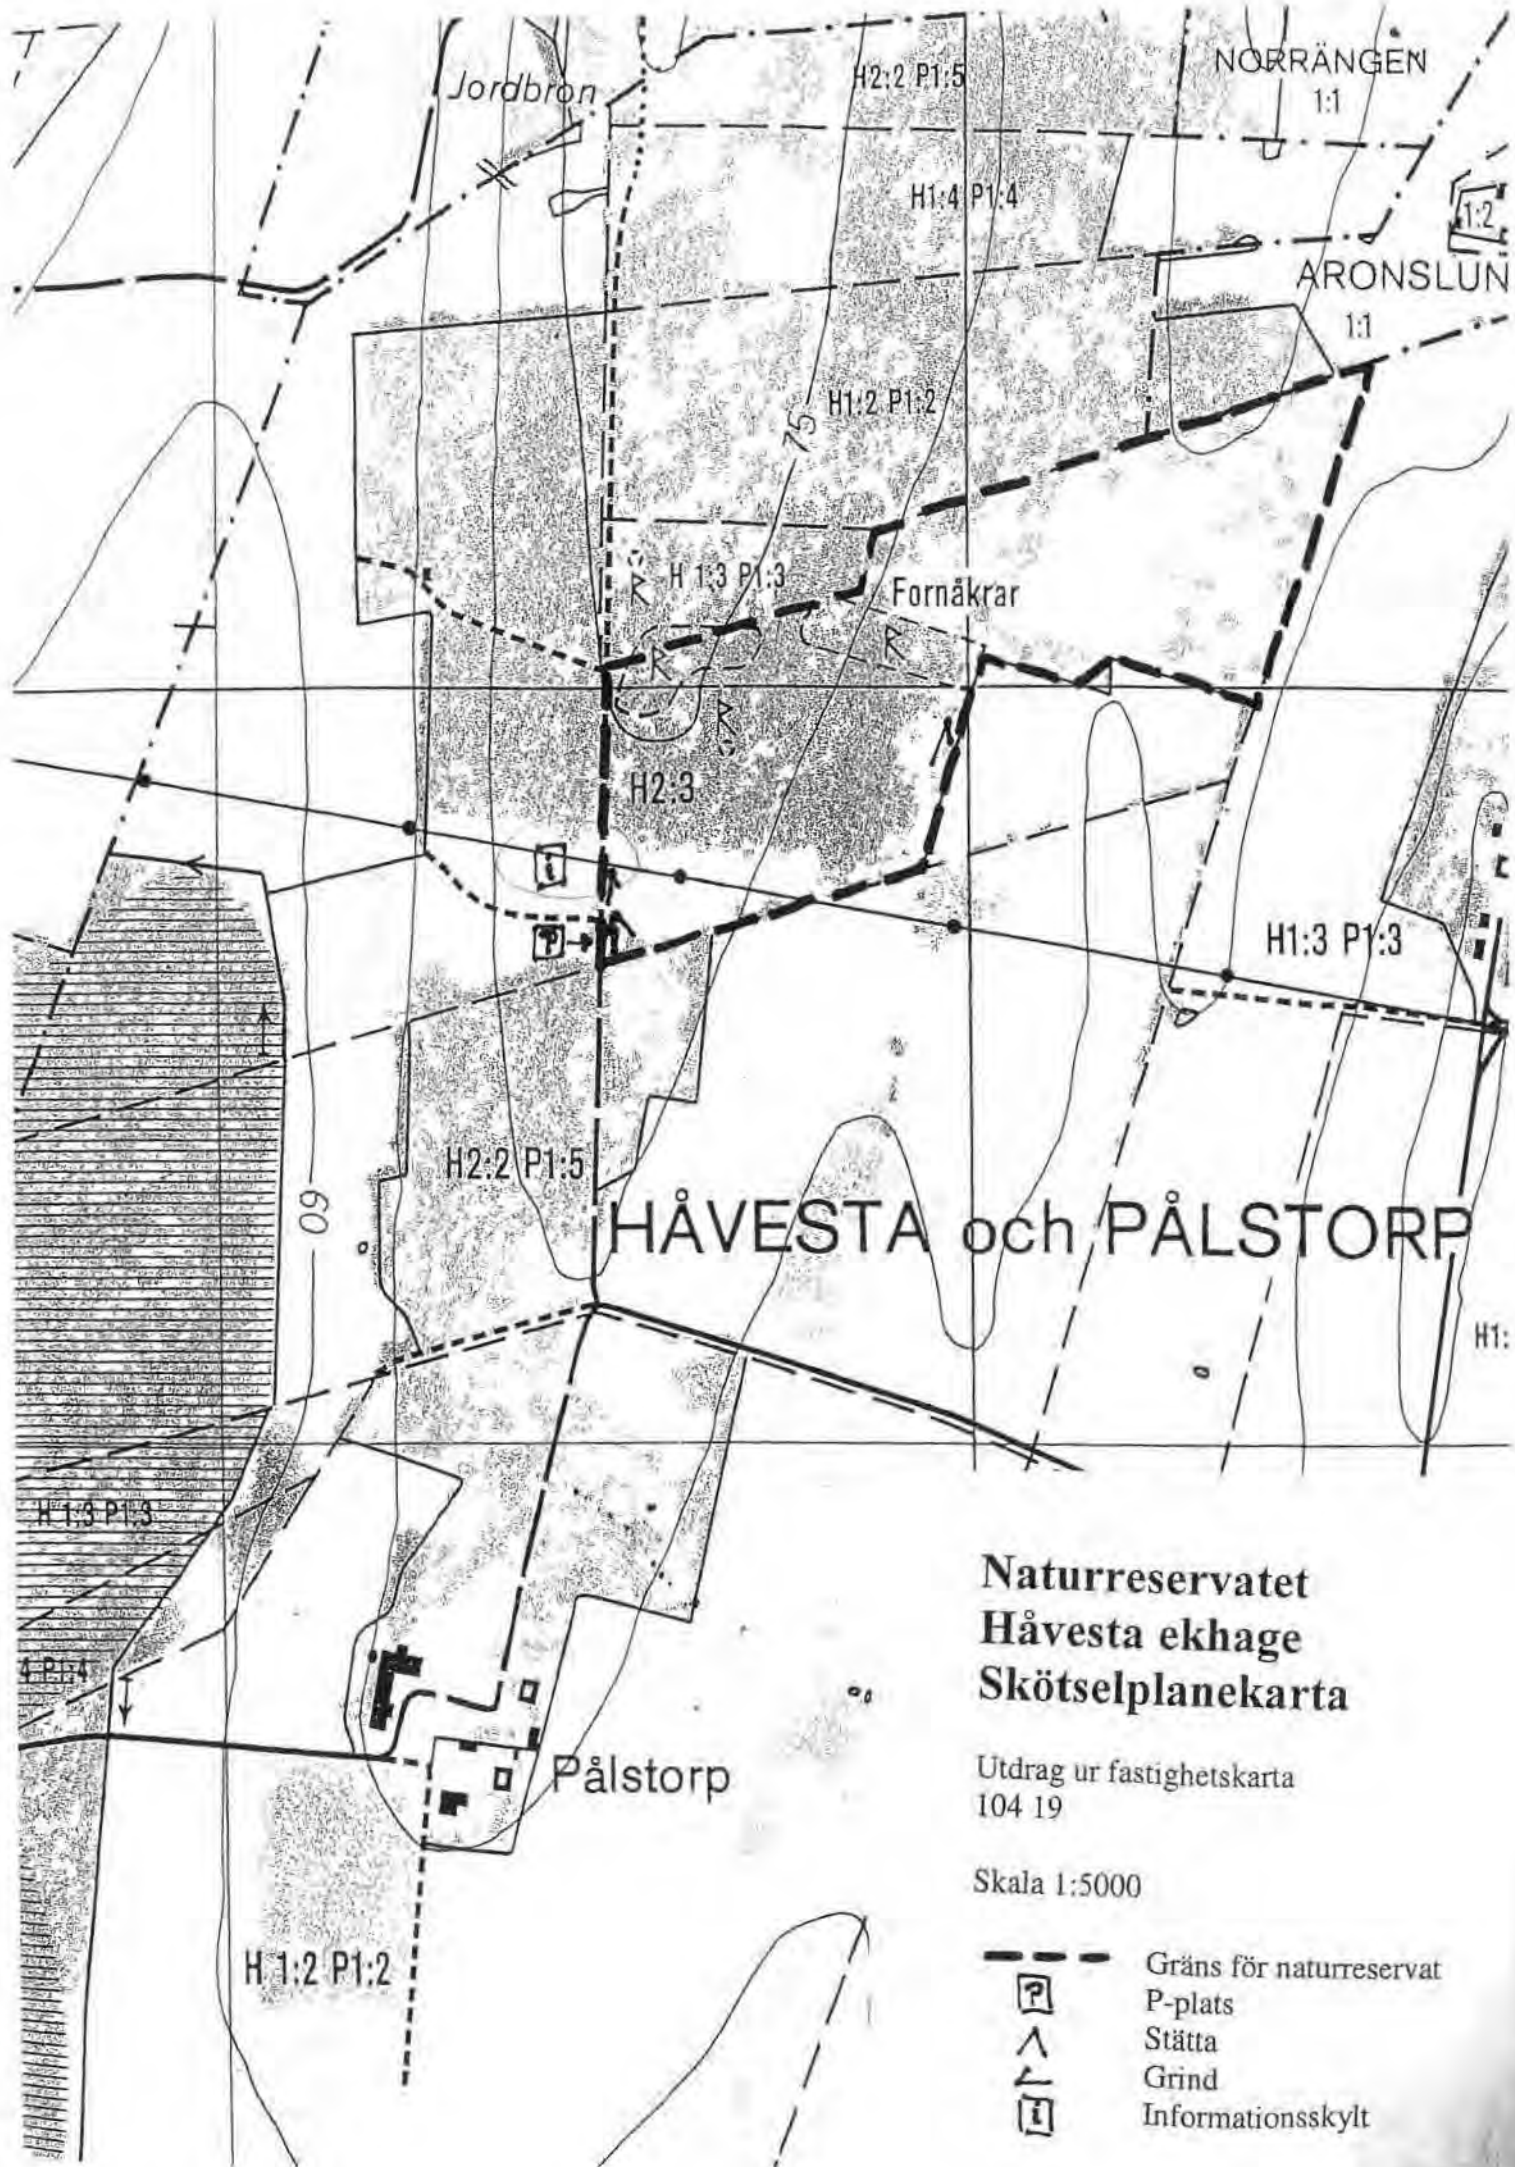 Jordbron
H2:2 P1:5
NORRÄNGEN
1:1
H1:4 P1:4
1:2
ARONSLUN
1:1
H1:2 P1:2
75
H 1:3 P1:3
Fornåkrar
R
R
R
R
H2:3
i
P
H1:3 P1:3
H2:2 P1:5
60
HÅVESTA och PÅLSTORP
H1:
H 1:3 P1:3
4 P1:4
Pålstorp
H 1:2 P1:2
Naturreservatet
Håvesta ekhage
Skötselplanekarta
Utdrag ur fastighetskarta
104 19
Skala 1:5000
Gräns för naturreservat
P P-plats
Stätta
Grind
i Informationsskylt